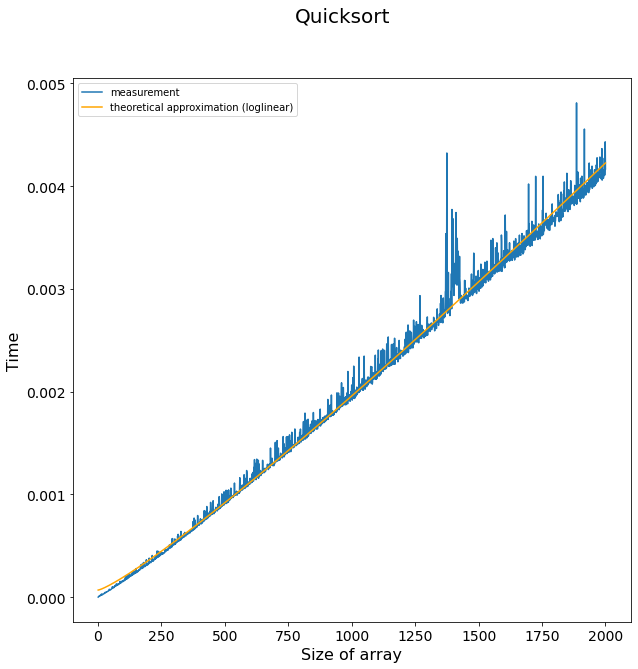 Quicksort
measurement
theoretical approximation (loglinear)
0.005
0.004
0.003
0.002
0.001
0.000
Time
0 250 500 750 1000 1250 1500 1750 2000
Size of array